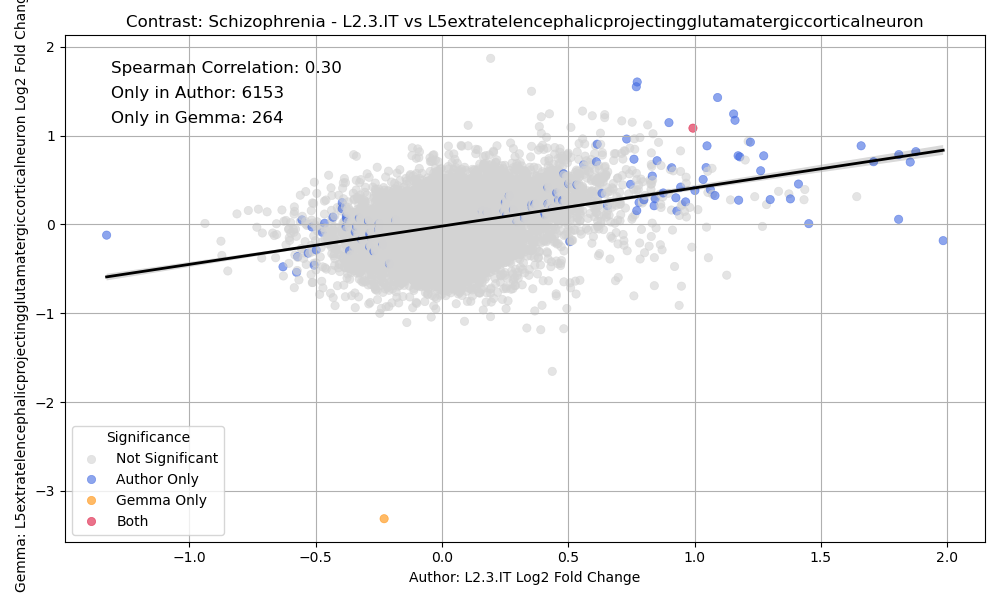 Contrast: Schizophrenia - L2.3.IT vs L5extratelencephalicprojectingglutamatergiccorticalneuron
Gemma: L5extratelencephalicprojectingglutamatergiccorticalneuron Log2 Fold Chang
2
1
0
−1
−2
−3
Spearman Correlation: 0.30
Only in Author: 6153
Only in Gemma: 264
Significance
Not Significant
Author Only
Gemma Only
Both
−1.0
−0.5
0.0
0.5
1.0
1.5
2.0
Author: L2.3.IT Log2 Fold Change